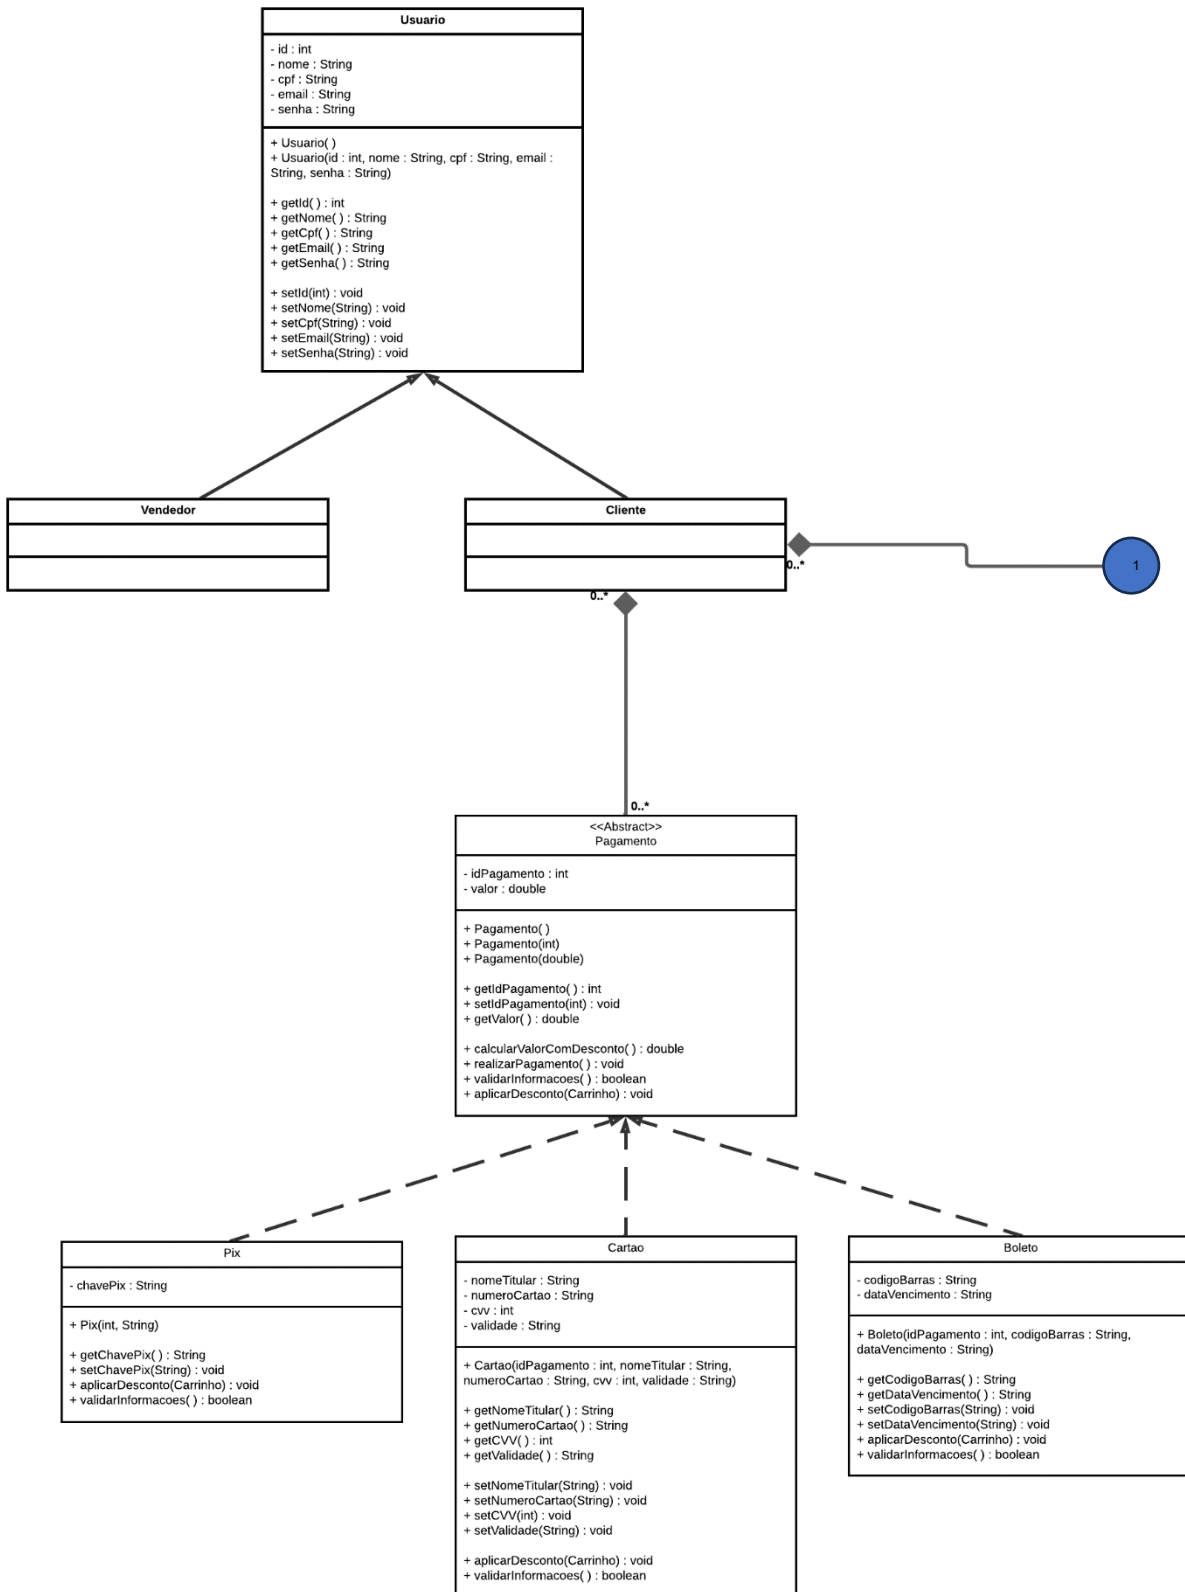 Usuario
- id : int
- nome : String
- cpf : String
- email : String
- senha : String
+ Usuario( )
+ Usuario(id : int, nome : String, cpf : String, email :
String, senha : String)
+ getId( ) : int
+ getNome( ) : String
+ getCpf( ) : String
+ getEmail( ) : String
+ getSenha( ) : String
+ setId(int) : void
+ setNome(String) : void
+ setCpf(String) : void
+ setEmail(String) : void
+ setSenha(String) : void
Vendedor
Cliente
0..*
1
0..*
0..*
<<Abstract>>
Pagamento
- idPagamento : int
- valor : double
+ Pagamento( )
+ Pagamento(int)
+ Pagamento(double)
+ getIdPagamento( ) : int
+ setIdPagamento(int) : void
+ getValor( ) : double
+ calcularValorComDesconto( ) : double
+ realizarPagamento( ) : void
+ validarInformacoes( ) : boolean
+ aplicarDesconto(Carrinho) : void
Pix
- chavePix : String
+ Pix(int, String)
+ getChavePix( ) : String
+ setChavePix(String) : void
+ aplicarDesconto(Carrinho) : void
+ validarInformacoes( ) : boolean
Cartao
- nomeTitular : String
- numeroCartao : String
- cvv : int
- validade : String
+ Cartao(idPagamento : int, nomeTitular : String,
numeroCartao : String, cvv : int, validade : String)
+ getNomeTitular( ) : String
+ getNumeroCartao( ) : String
+ getCVV( ) : int
+ getValidade( ) : String
+ setNomeTitular(String) : void
+ setNumeroCartao(String) : void
+ setCVV(int) : void
+ setValidade(String) : void
+ aplicarDesconto(Carrinho) : void
+ validarInformacoes( ) : boolean
Boleto
- codigoBarras : String
- dataVencimento : String
+ Boleto(idPagamento : int, codigoBarras : String,
dataVencimento : String)
+ getCodigoBarras( ) : String
+ getDataVencimento( ) : String
+ setCodigoBarras(String) : void
+ setDataVencimento(String) : void
+ aplicarDesconto(Carrinho) : void
+ validarInformacoes( ) : boolean